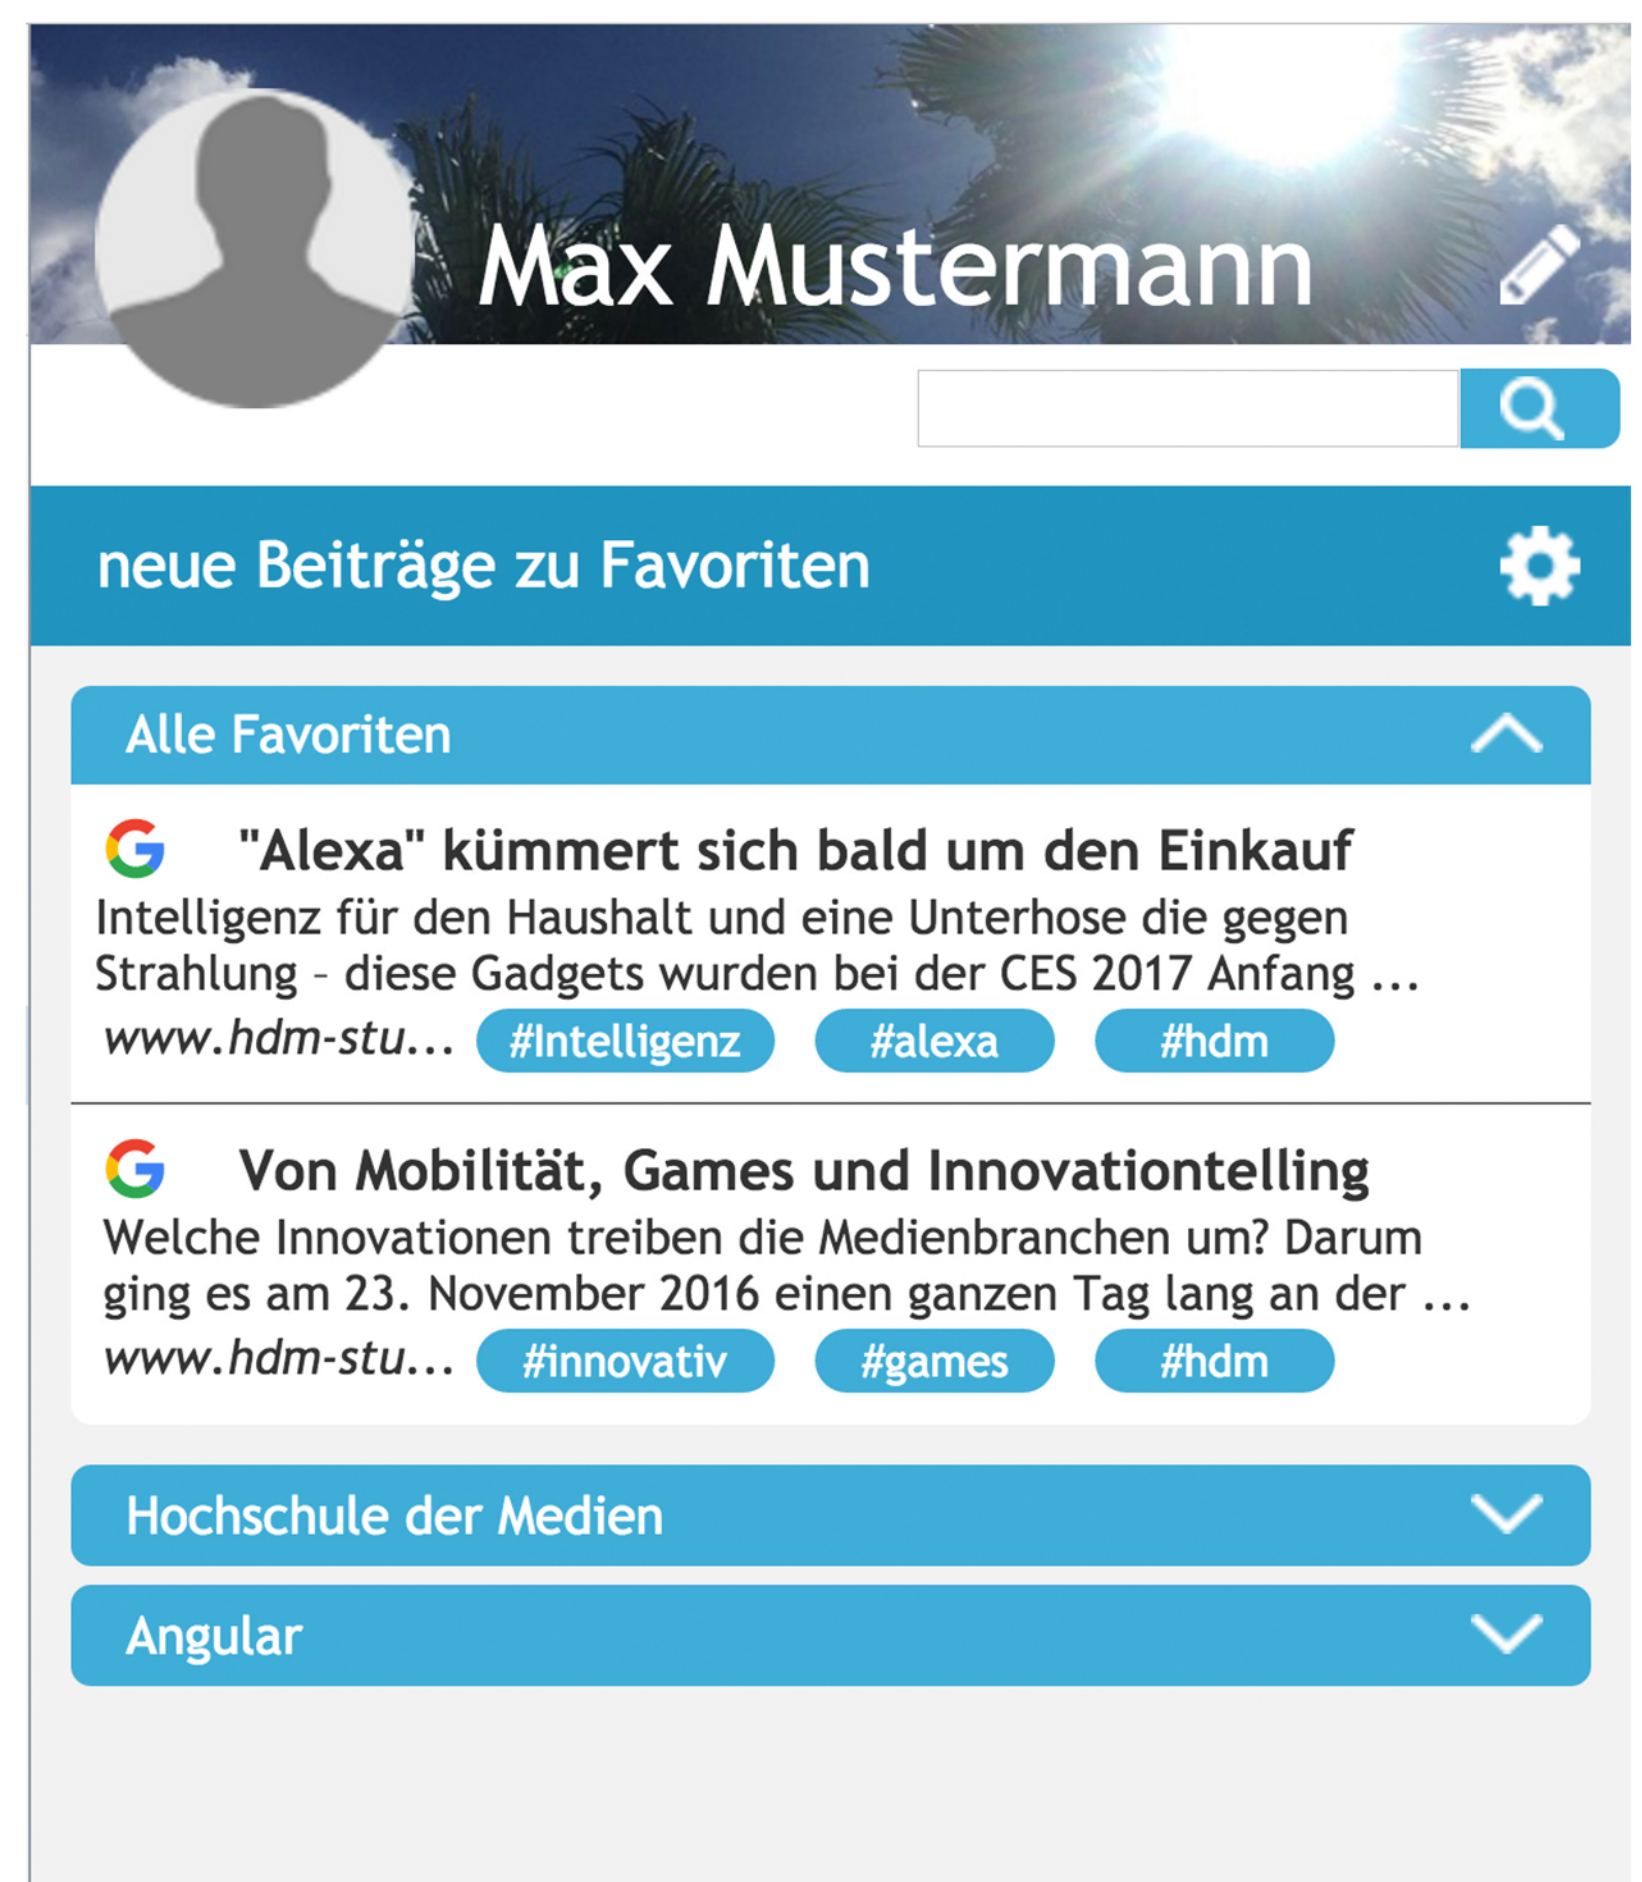 Max Mustermann
neue Beiträge zu Favoriten
Alle Favoriten
"Alexa" kümmert sich bald um den Einkauf
Intelligenz für den Haushalt und eine Unterhose die gegen
Strahlung – diese Gadgets wurden bei der CES 2017 Anfang ...
www.hdm-stu... #Intelligenz #alexa #hdm
Von Mobilität, Games und Innovationtelling
Welche Innovationen treiben die Medienbranchen um? Darum
ging es am 23. November 2016 einen ganzen Tag lang an der ...
www.hdm-stu... #innovativ #games #hdm
Hochschule der Medien
Angular